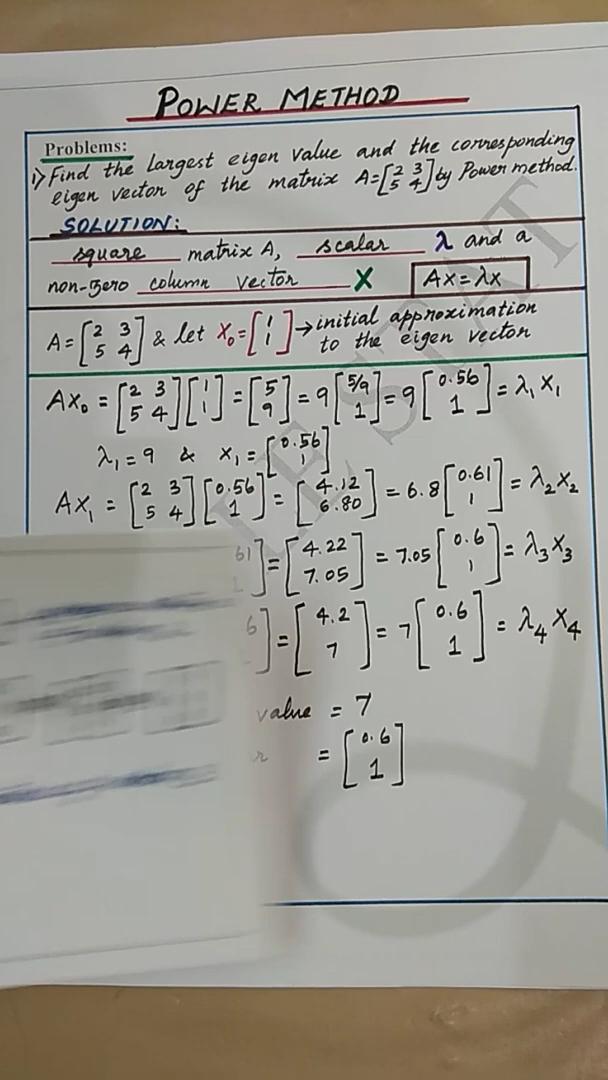 POWER METHOD
Problems:
1) Find the largest eigen value and the corresponding
eigen vector of the matrix A=[2 3; 5 4] by Power method.
SOLUTION:
square matrix A, scalar λ and a
non-zero column vector X Ax = λx
A = [2 3; 5 4] & let X₀ = [1; 1] → initial approximation
to the eigen vector
AX₀ = [2 3; 5 4] [1; 1] = [5; 9] = 9 [5/9; 1] = 9 [0.56; 1] = λ₁ X₁
λ₁ = 9 & X₁ = [0.56; 1]
AX₁ = [2 3; 5 4] [0.56; 1] = [4.12; 6.80] = 6.8 [0.61; 1] = λ₂X₂
61] = [4.22; 7.05] = 7.05 [0.6; 1] = λ₃X₃
6] = [4.2; 7] = 7 [0.6; 1] = λ₄X₄
value = 7
r = [0.6; 1]